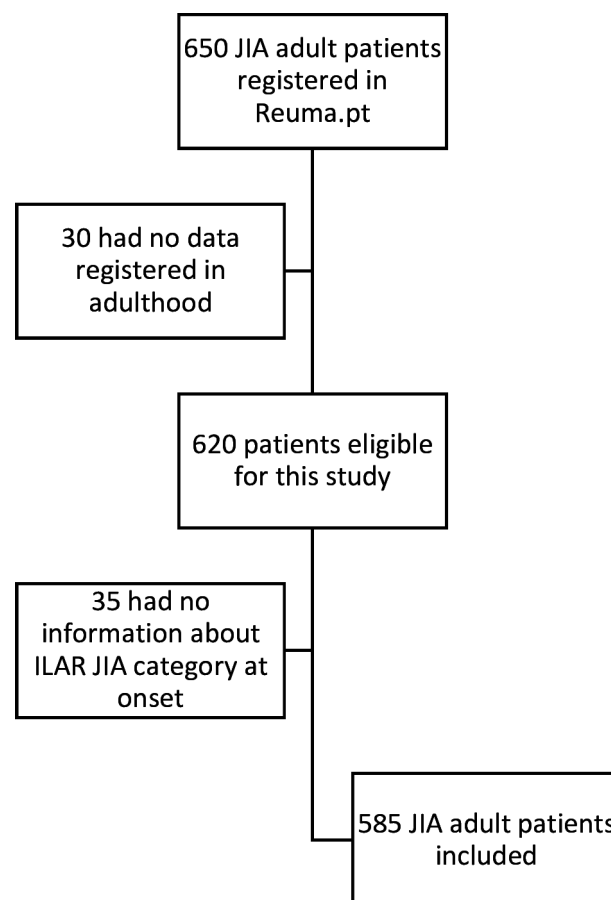 650 JIA adult patients
registered in
Reuma.pt
30 had no data
registered in
adulthood
620 patients eligible
for this study
35 had no
information about
ILAR JIA category at
onset
585 JIA adult patients
included